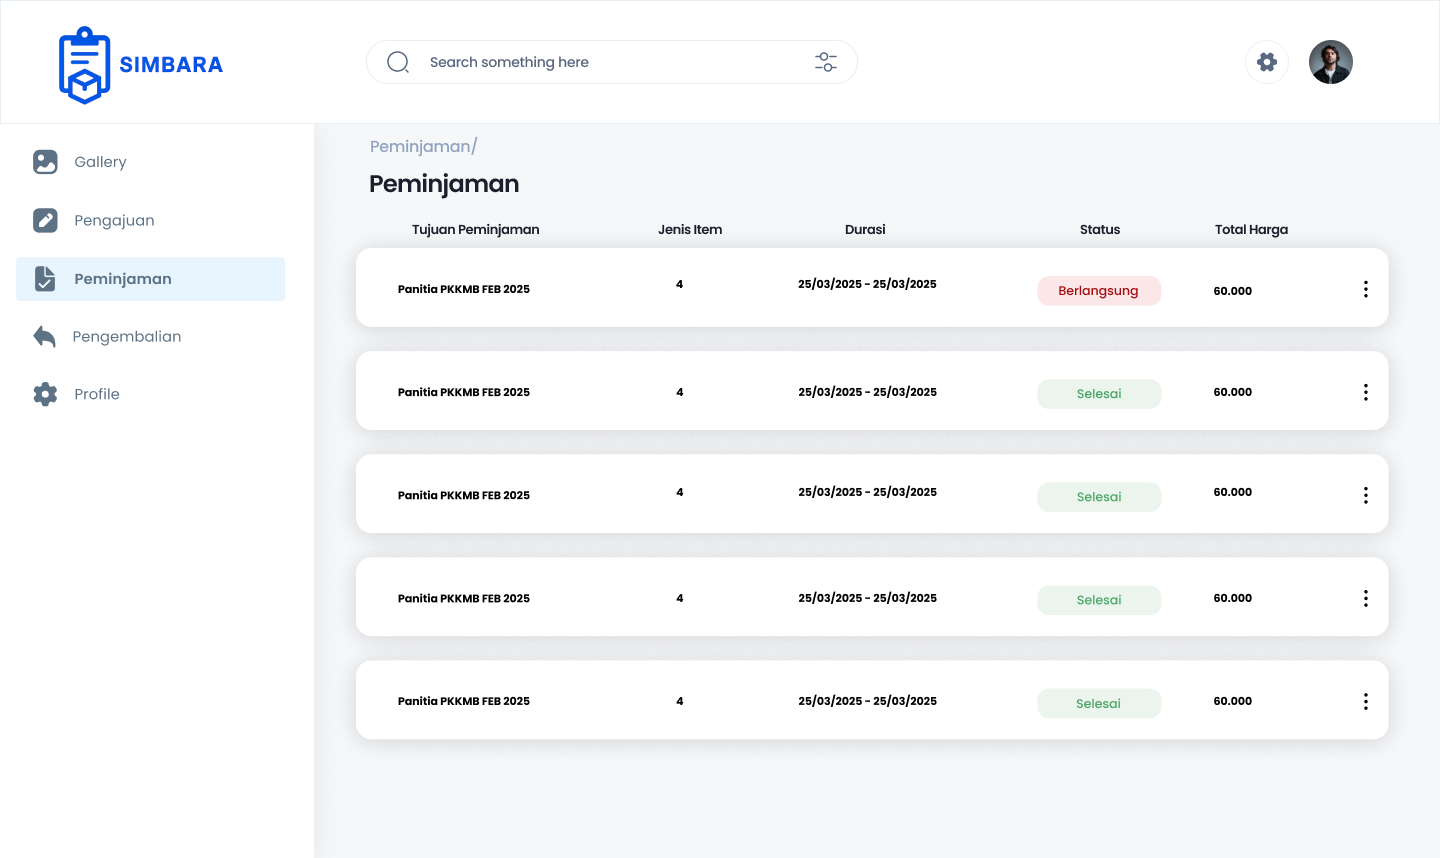 SIMBARA
Search something here
Gallery
Pengajuan
Peminjaman
Pengembalian
Profile
Peminjaman/
Peminjaman
Tujuan Peminjaman Jenis Item Durasi Status Total Harga
Panitia PKKMB FEB 2025 4 25/03/2025 - 25/03/2025 Berlangsung 60.000
Panitia PKKMB FEB 2025 4 25/03/2025 - 25/03/2025 Selesai 60.000
Panitia PKKMB FEB 2025 4 25/03/2025 - 25/03/2025 Selesai 60.000
Panitia PKKMB FEB 2025 4 25/03/2025 - 25/03/2025 Selesai 60.000
Panitia PKKMB FEB 2025 4 25/03/2025 - 25/03/2025 Selesai 60.000